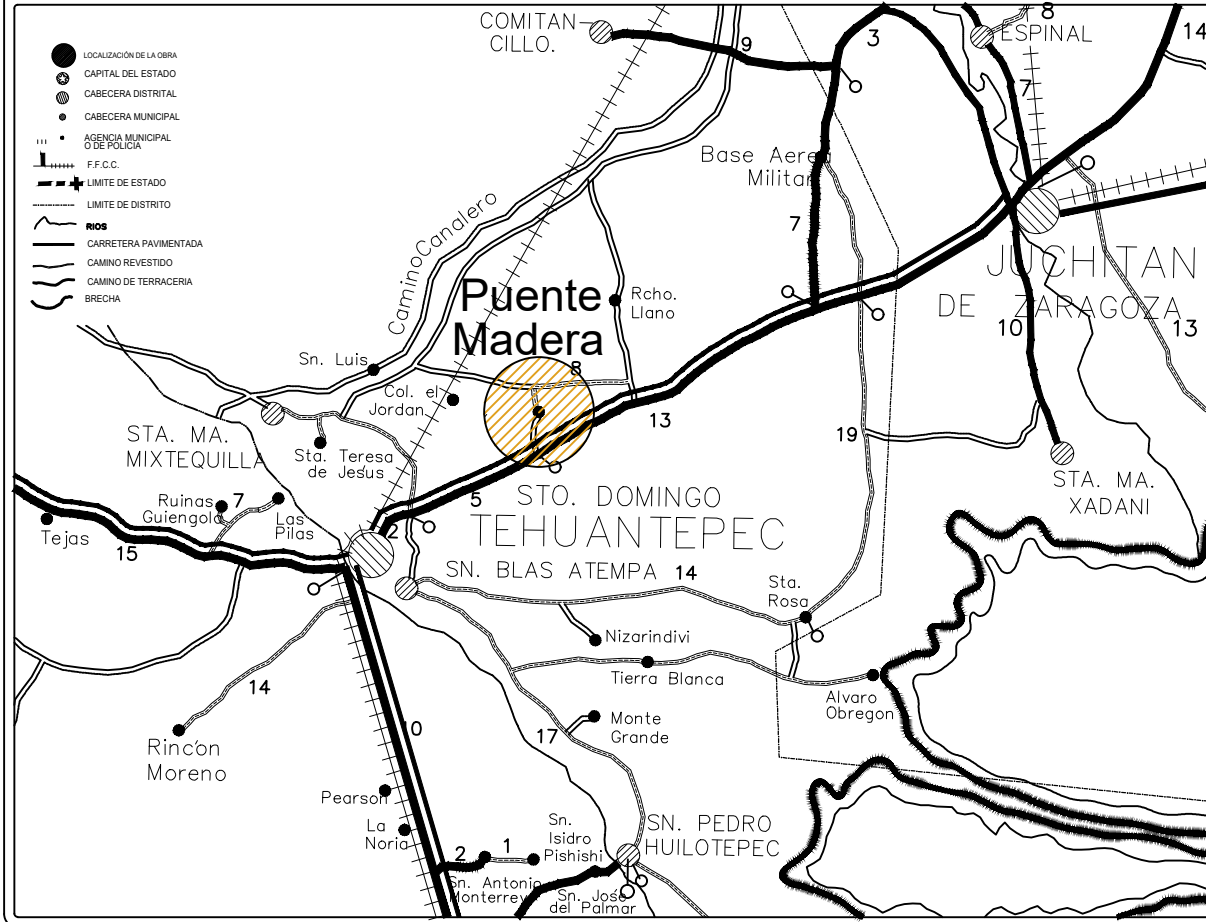 LOCALIZACIÓN DE LA OBRA
CAPITAL DEL ESTADO
CABECERA DISTRITAL
CABECERA MUNICIPAL
AGENCIA MUNICIPAL
O DE POLICIA
F.F.C.C.
LIMITE DE ESTADO
LIMITE DE DISTRITO
RIOS
CARRETERA PAVIMENTADA
CAMINO REVESTIDO
CAMINO DE TERRACERIA
BRECHA
COMITAN
CILLO.
9
3
8
ESPINAL
14
7
Base Aerea
Militar
7
Camino Canalero
JUCHITAN
DE ZARAGOZA
10
13
Puente
Madera
Rcho.
Llano
Sn. Luis
8
Col. el
Jordan
13
STA. MA.
MIXTEQUILLA
Sta. Teresa
de Jesus
19
STA. MA.
XADANI
Ruinas
Guiengola
7
Las
Pilas
5
STO. DOMINGO
TEHUANTEPEC
Tejas
15
2
SN. BLAS ATEMPA
14
Sta.
Rosa
Nizarindivi
Tierra Blanca
14
Alvaro
Obregon
Monte
Grande
17
10
Rincón
Moreno
Pearson
La
Noria
Sn.
Isidro
Pishishi
SN. PEDRO
HUILOTEPEC
2
1
Sn. Antonio
Monterrey
Sn. José
del Palmar